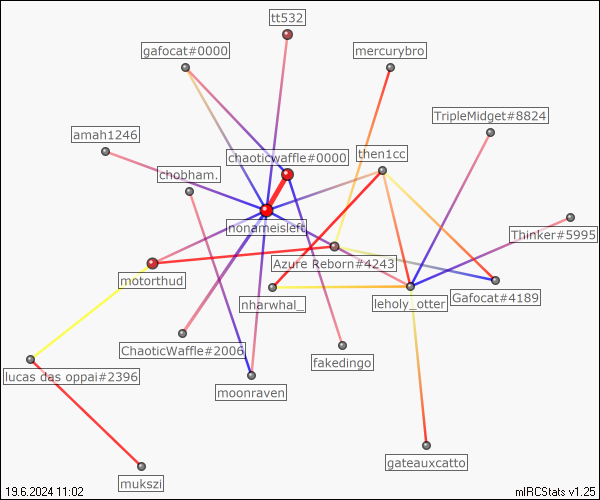 tt532
gafocat#0000
mercurybro
TripleMidget#8824
amah1246
chaoticwaffle#0000
then1cc
chobham.
nonameisleft
Thinker#5995
Azure Reborn#4243
motorthud
nharwhal_
leholy_otter
Gafocat#4189
ChaoticWaffle#2006
fakedingo
lucas das oppai#2396
moonraven
gateauxcatto
mukszi
19.6.2024 11:02
mIRCStats v1.25